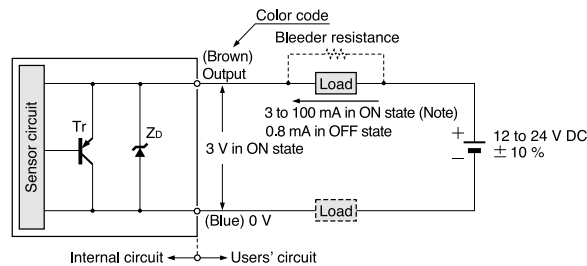 Color code
Bleeder resistance
(Brown)
Output
Load
Sensor circuit
Tr
ZD
3 to 100 mA in ON state (Note)
0.8 mA in OFF state
3 V in ON state
+
−
12 to 24 V DC
± 10 %
(Blue) 0 V
Load
Internal circuit
Users' circuit